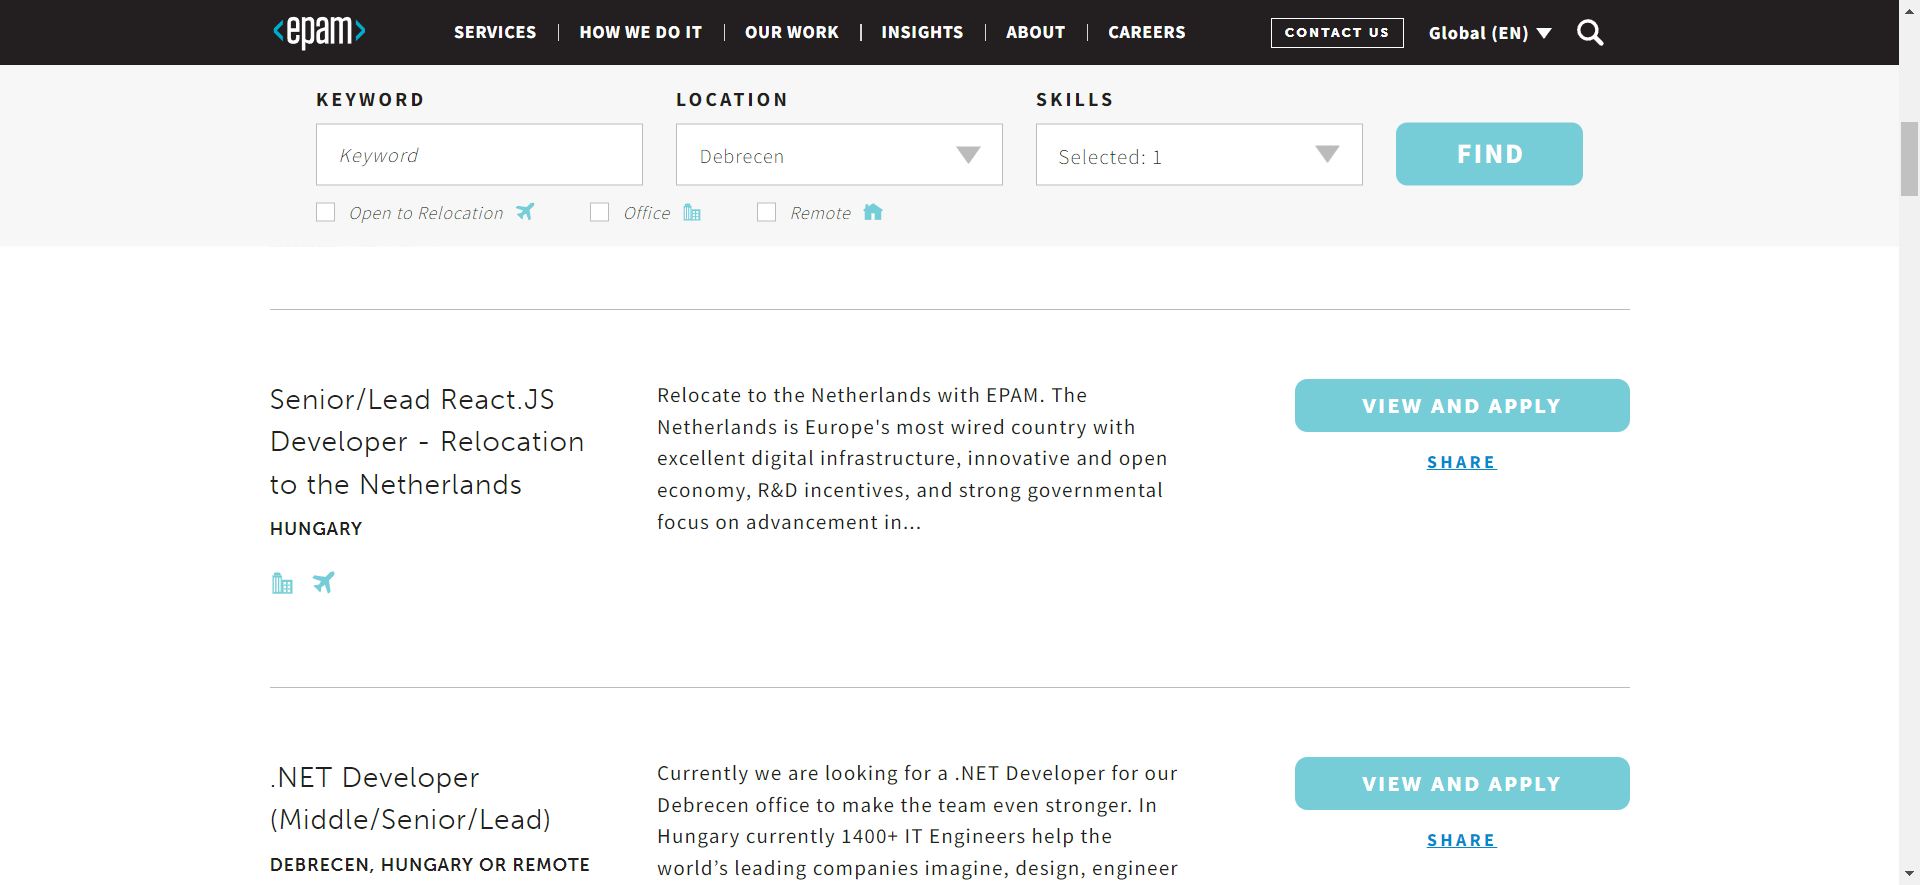 <epam>
SERVICES | HOW WE DO IT | OUR WORK | INSIGHTS | ABOUT | CAREERS
CONTACT US
Global (EN)
KEYWORD
LOCATION
SKILLS
Keyword
Debrecen
Selected: 1
FIND
Open to Relocation
Office
Remote
Senior/Lead React.JS
Developer - Relocation
to the Netherlands
HUNGARY
Relocate to the Netherlands with EPAM. The
Netherlands is Europe's most wired country with
excellent digital infrastructure, innovative and open
economy, R&D incentives, and strong governmental
focus on advancement in...
VIEW AND APPLY
SHARE
.NET Developer
(Middle/Senior/Lead)
DEBRECEN, HUNGARY OR REMOTE
Currently we are looking for a .NET Developer for our
Debrecen office to make the team even stronger. In
Hungary currently 1400+ IT Engineers help the
world’s leading companies imagine, design, engineer
VIEW AND APPLY
SHARE